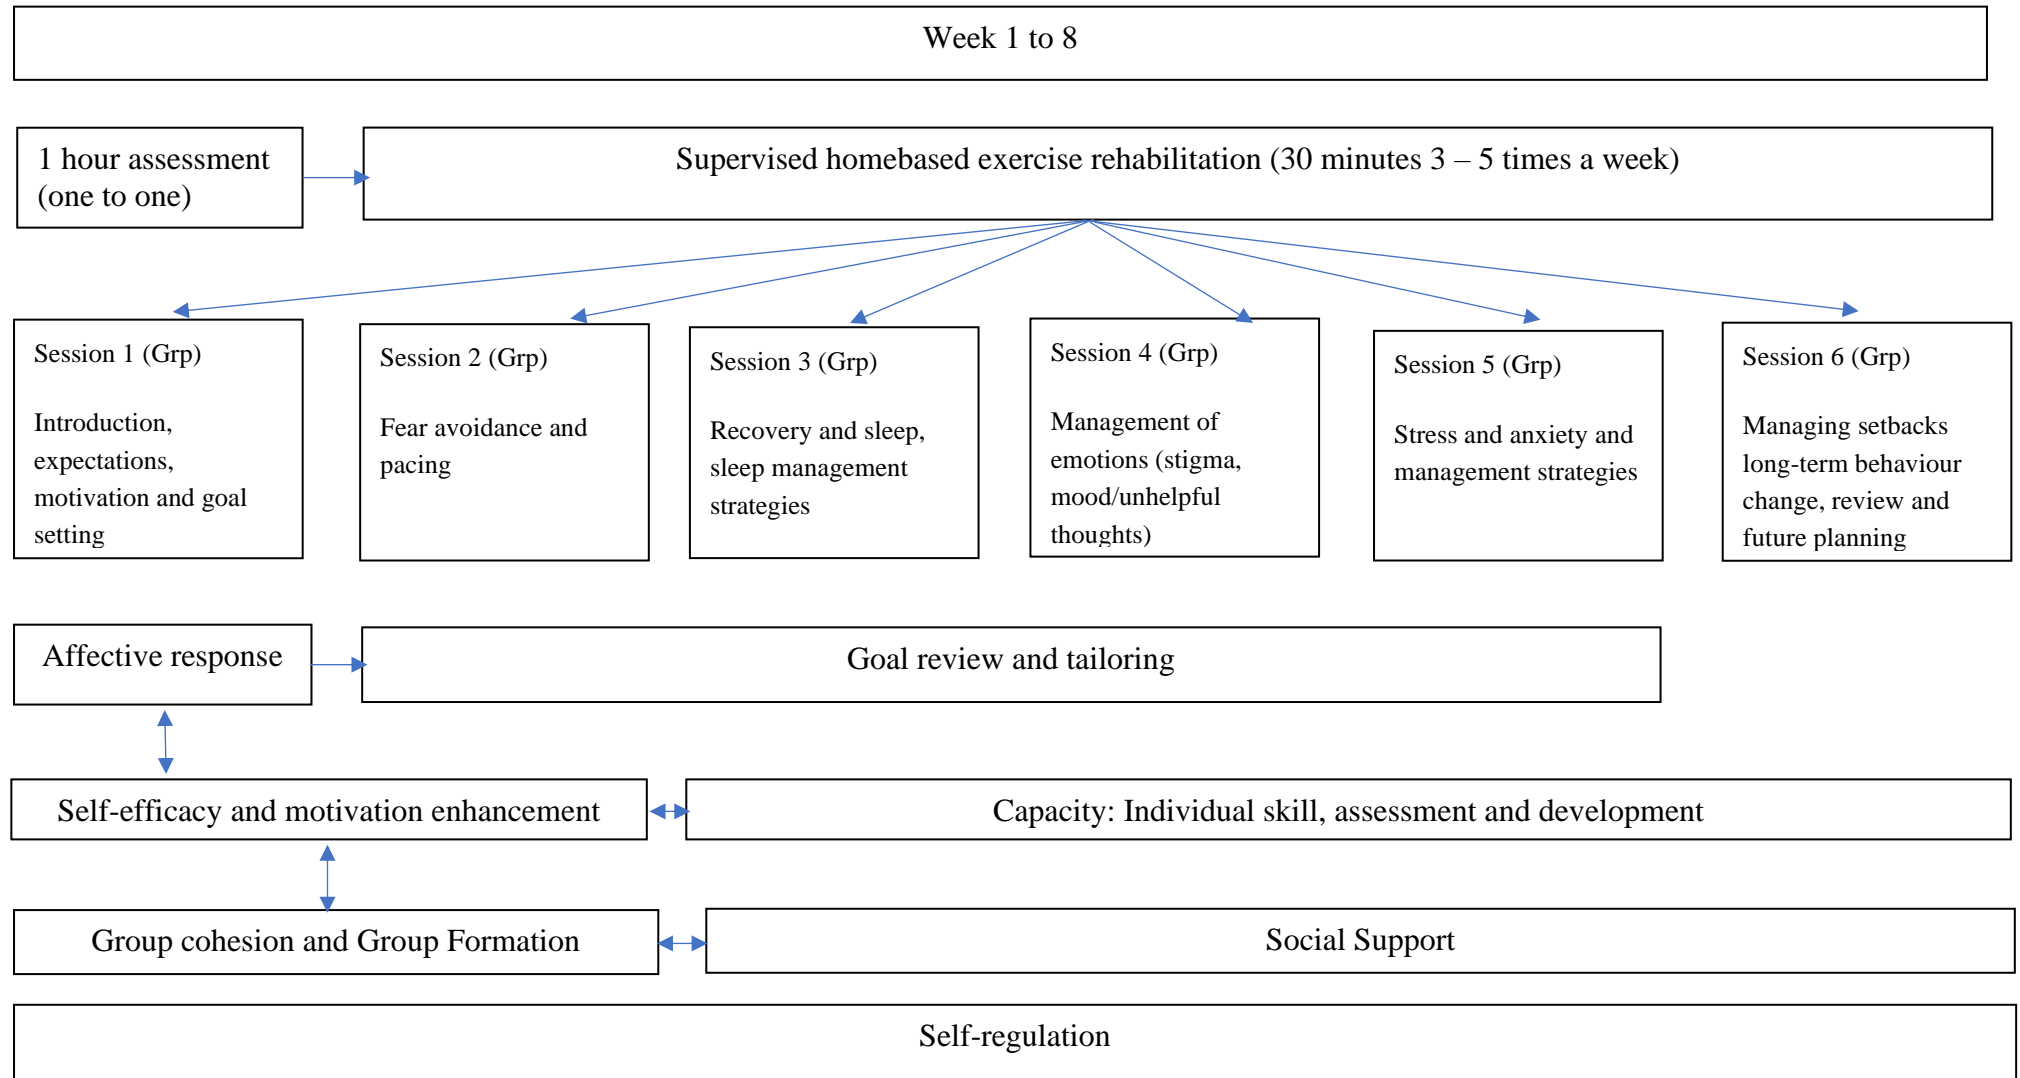 Week 1 to 8
1 hour assessment
(one to one)
Supervised homebased exercise rehabilitation (30 minutes 3 – 5 times a week)
Session 1 (Grp)
Introduction,
expectations,
motivation and goal
setting
Session 2 (Grp)
Fear avoidance and
pacing
Session 3 (Grp)
Recovery and sleep,
sleep management
strategies
Session 4 (Grp)
Management of
emotions (stigma,
mood/unhelpful
thoughts)
Session 5 (Grp)
Stress and anxiety and
management strategies
Session 6 (Grp)
Managing setbacks
long-term behaviour
change, review and
future planning
Affective response
Goal review and tailoring
Self-efficacy and motivation enhancement
Capacity: Individual skill, assessment and development
Group cohesion and Group Formation
Social Support
Self-regulation